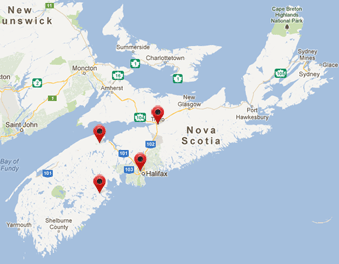 New
unswick
Cape Breton
Highlands
National Park
Summerside
Moncton
Charlottetown
Sydney
Mines
Glace
Sydney
Amherst
New
Glasgow
Port
Hawkesbury
Saint John
Nova
Scotia
102
101
103
Halifax
Bay of
Fundy
101
Yarmouth
Shelburne
County